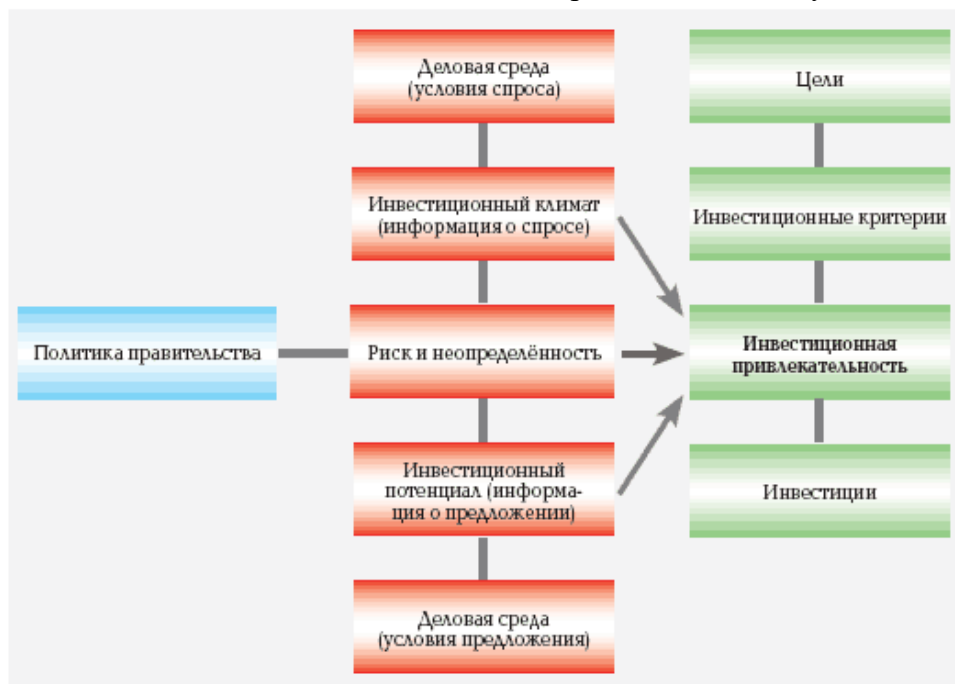 Деловая среда
(условия спроса)
Цели
Инвестиционный климат
(информация о спросе)
Инвестиционные критерии
Политика правительства
Риск и неопределённость
Инвестиционная
привлекательность
Инвестиционный
потенциал (информа-
ция о предложении)
Инвестиции
Деловая среда
(условия предложения)